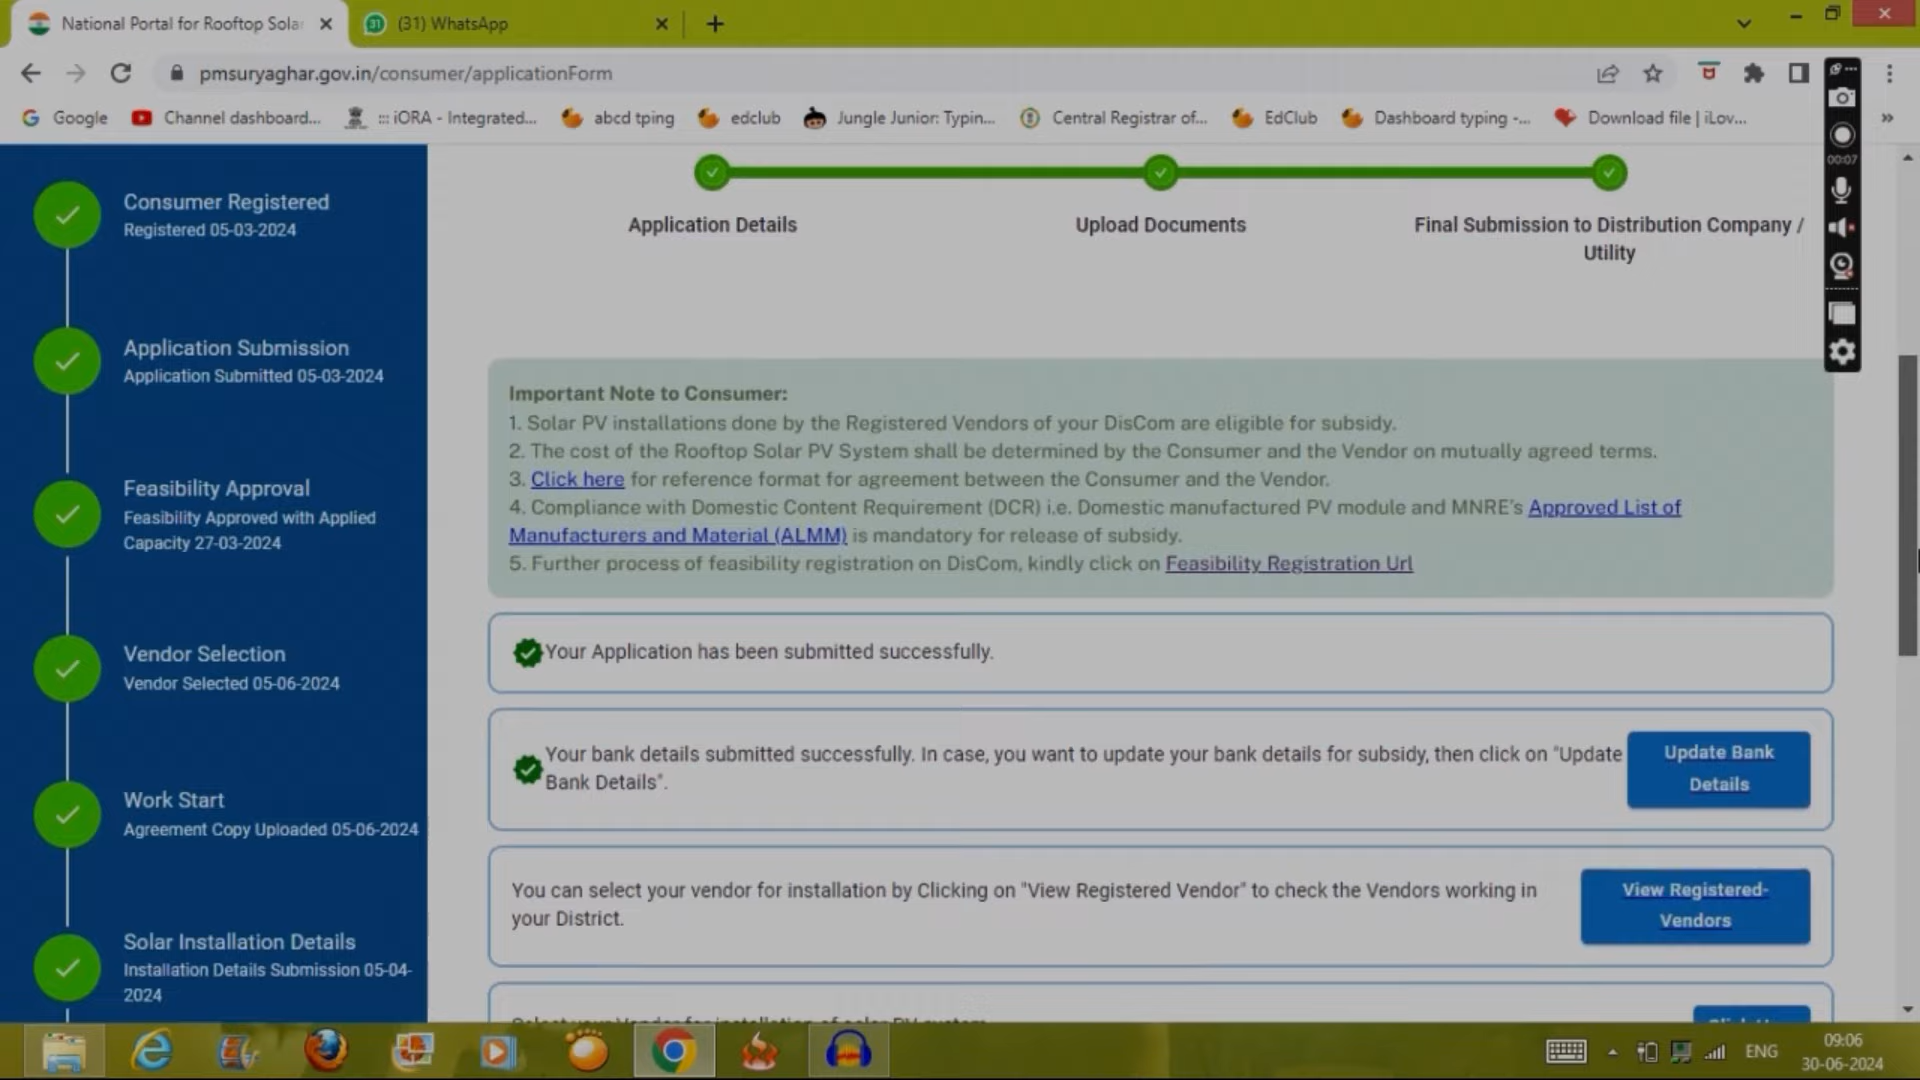 National Portal for Rooftop Sola
(31) WhatsApp
pmsuryaghar.gov.in/consumer/applicationForm
Google
Channel dashboard...
::: iORA - Integrated...
abcd tping
edclub
Jungle Junior: Typin...
Central Registrar of...
EdClub
Dashboard typing -...
Download file | iLov...
00:07
Consumer Registered
Registered 05-03-2024
Application Submission
Application Submitted 05-03-2024
Feasibility Approval
Feasibility Approved with Applied
Capacity 27-03-2024
Vendor Selection
Vendor Selected 05-06-2024
Work Start
Agreement Copy Uploaded 05-06-2024
Solar Installation Details
Installation Details Submission 05-04-
2024
Application Details
Upload Documents
Final Submission to Distribution Company /
Utility
Important Note to Consumer:
1. Solar PV installations done by the Registered Vendors of your DisCom are eligible for subsidy.
2. The cost of the Rooftop Solar PV System shall be determined by the Consumer and the Vendor on mutually agreed terms.
3. Click here for reference format for agreement between the Consumer and the Vendor.
4. Compliance with Domestic Content Requirement (DCR) i.e. Domestic manufactured PV module and MNRE's Approved List of
Manufacturers and Material (ALMM) is mandatory for release of subsidy.
5. Further process of feasibility registration on DisCom, kindly click on Feasibility Registration Url
Your Application has been submitted successfully.
Your bank details submitted successfully. In case, you want to update your bank details for subsidy, then click on "Update
Bank Details".
Update Bank
Details
You can select your vendor for installation by Clicking on "View Registered Vendor" to check the Vendors working in
your District.
View Registered-
Vendors
Select your Vendor for installation of solar PV system
ENG
09:06
30-06-2024